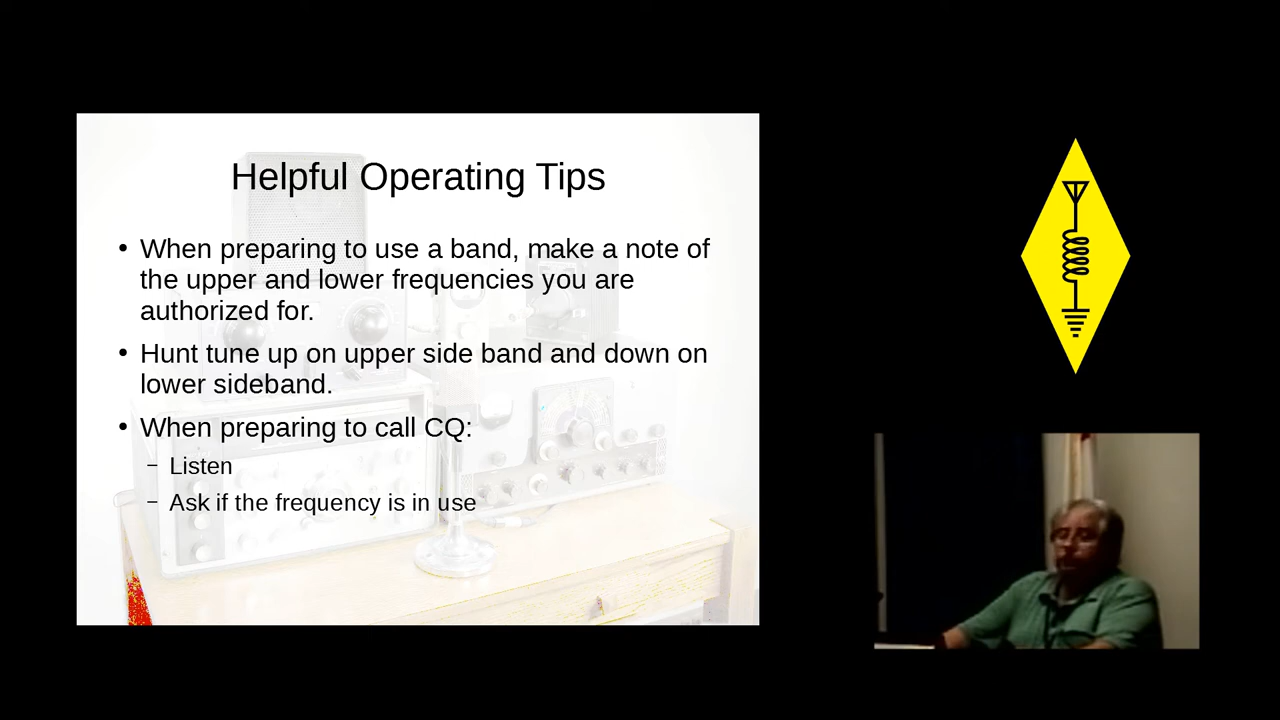 Helpful Operating Tips
• When preparing to use a band, make a note of
the upper and lower frequencies you are
authorized for.
• Hunt tune up on upper side band and down on
lower sideband.
• When preparing to call CQ:
– Listen
– Ask if the frequency is in use